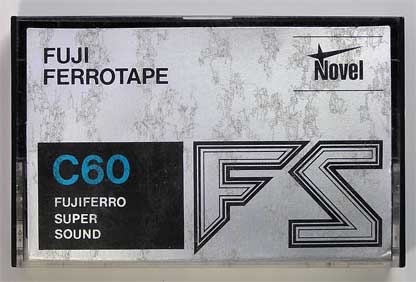 FUJI
FERROTAPE
Novel
C60
FUJIFERRO
SUPER
SOUND
FS